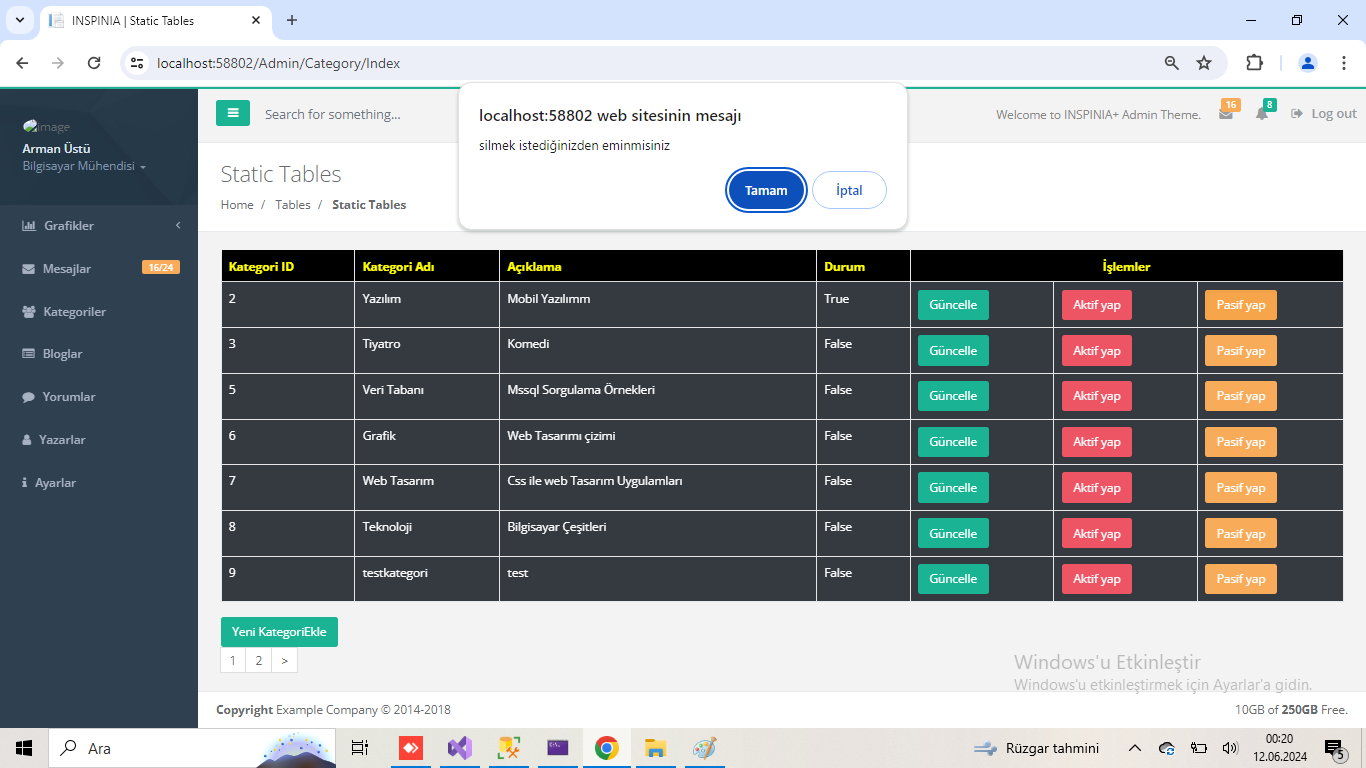 INSPINIA | Static Tables
localhost:58802/Admin/Category/Index
localhost:58802 web sitesinin mesajı
silmek istediğinizden eminmisiniz
Tamam
İptal
Search for something...
Welcome to INSPINIA+ Admin Theme.
16
8
Log out
image
Arman Üstü
Bilgisayar Mühendisi
Grafikler
Mesajlar
16/24
Kategoriler
Bloglar
Yorumlar
Yazarlar
Ayarlar
Static Tables
Home / Tables / Static Tables
Kategori ID Kategori Adı Açıklama Durum İşlemler
2 Yazılım Mobil Yazılımm True Güncelle Aktif yap Pasif yap
3 Tiyatro Komedi False Güncelle Aktif yap Pasif yap
5 Veri Tabanı Mssql Sorgulama Örnekleri False Güncelle Aktif yap Pasif yap
6 Grafik Web Tasarımı çizimi False Güncelle Aktif yap Pasif yap
7 Web Tasarım Css ile web Tasarım Uygulamları False Güncelle Aktif yap Pasif yap
8 Teknoloji Bilgisayar Çeşitleri False Güncelle Aktif yap Pasif yap
9 testkategori test False Güncelle Aktif yap Pasif yap
Yeni KategoriEkle
1 2 >
Windows'u Etkinleştir
Windows'u etkinleştirmek için Ayarlar'a gidin.
Copyright Example Company © 2014-2018
10GB of 250GB Free.
Ara
Rüzgar tahmini
00:20
12.06.2024
5